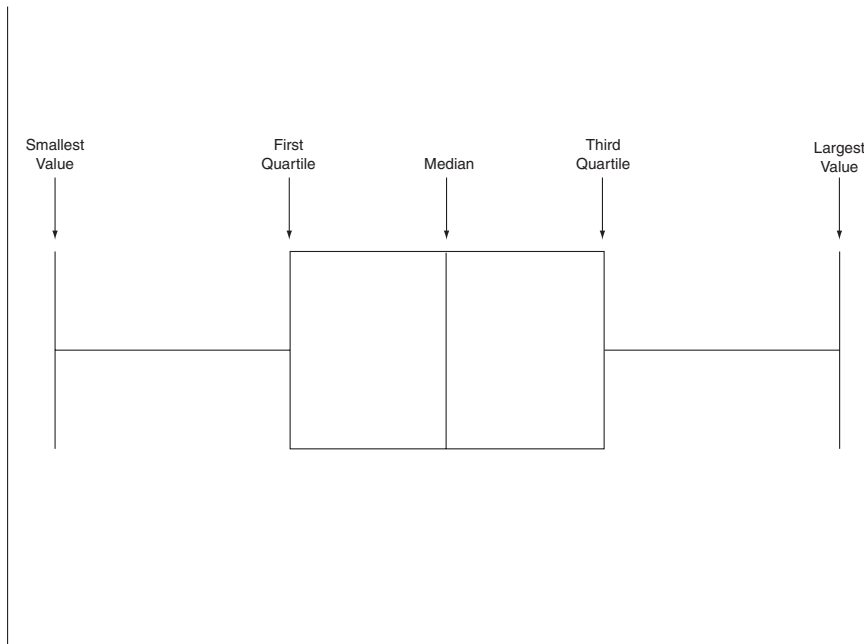 Smallest
Value
First
Quartile
Median
Third
Quartile
Largest
Value